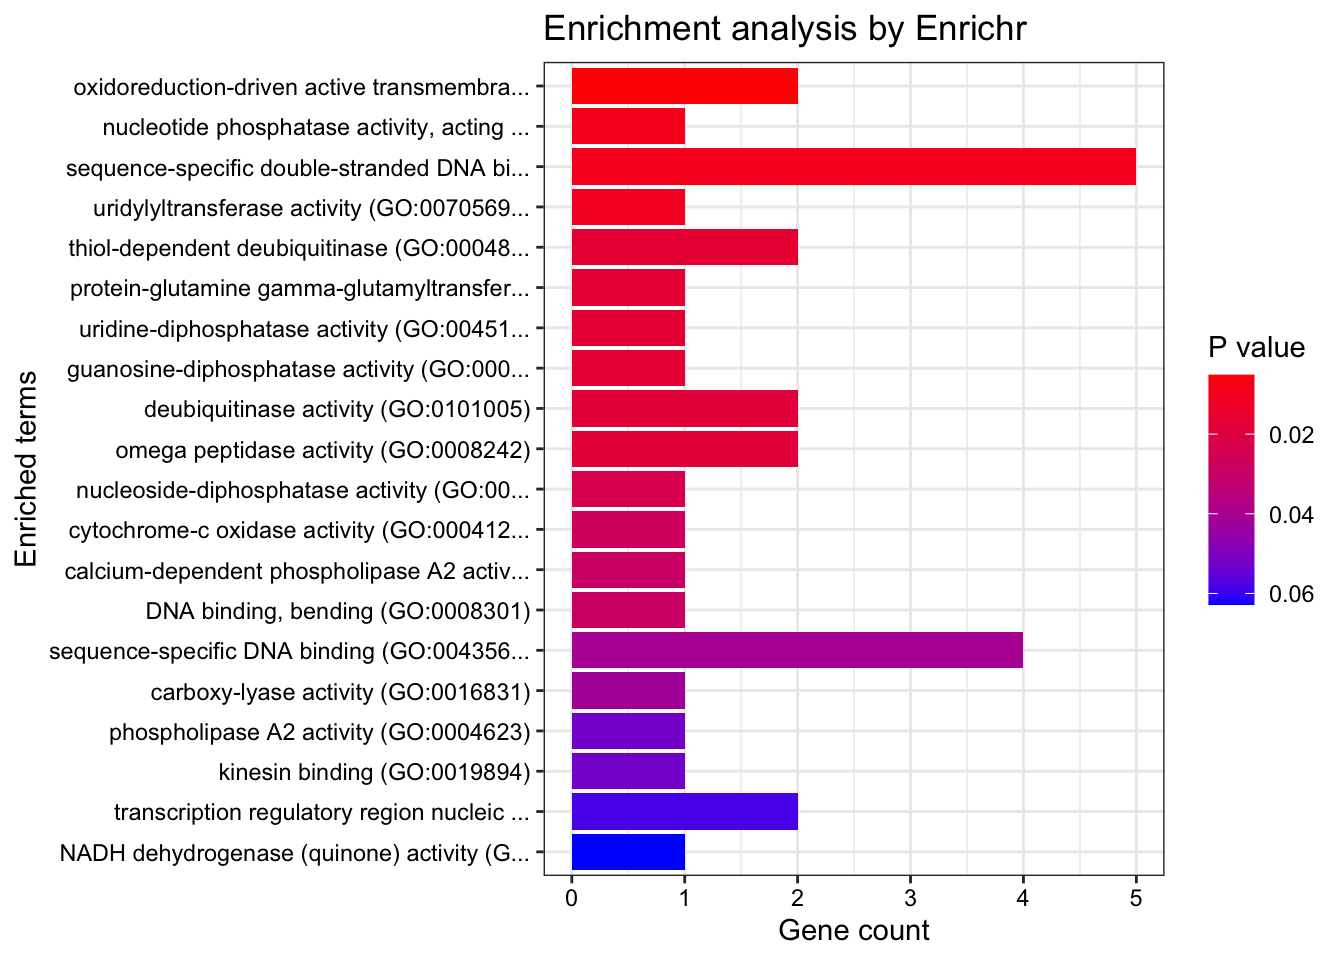 Enrichment analysis by Enrichr
oxidoreduction-driven active transmembra...
nucleotide phosphatase activity, acting ...
sequence-specific double-stranded DNA bi...
uridylyltransferase activity (GO:0070569...
thiol-dependent deubiquitinase (GO:00048...
protein-glutamine gamma-glutamyltransfer...
uridine-diphosphatase activity (GO:00451...
guanosine-diphosphatase activity (GO:000...
deubiquitinase activity (GO:0101005)
omega peptidase activity (GO:0008242)
nucleoside-diphosphatase activity (GO:00...
cytochrome-c oxidase activity (GO:000412...
calcium-dependent phospholipase A2 activ...
DNA binding, bending (GO:0008301)
sequence-specific DNA binding (GO:004356...
carboxy-lyase activity (GO:0016831)
phospholipase A2 activity (GO:0004623)
kinesin binding (GO:0019894)
transcription regulatory region nucleic ...
NADH dehydrogenase (quinone) activity (G...
Enriched terms
0 1 2 3 4 5
Gene count
P value
0.02
0.04
0.06